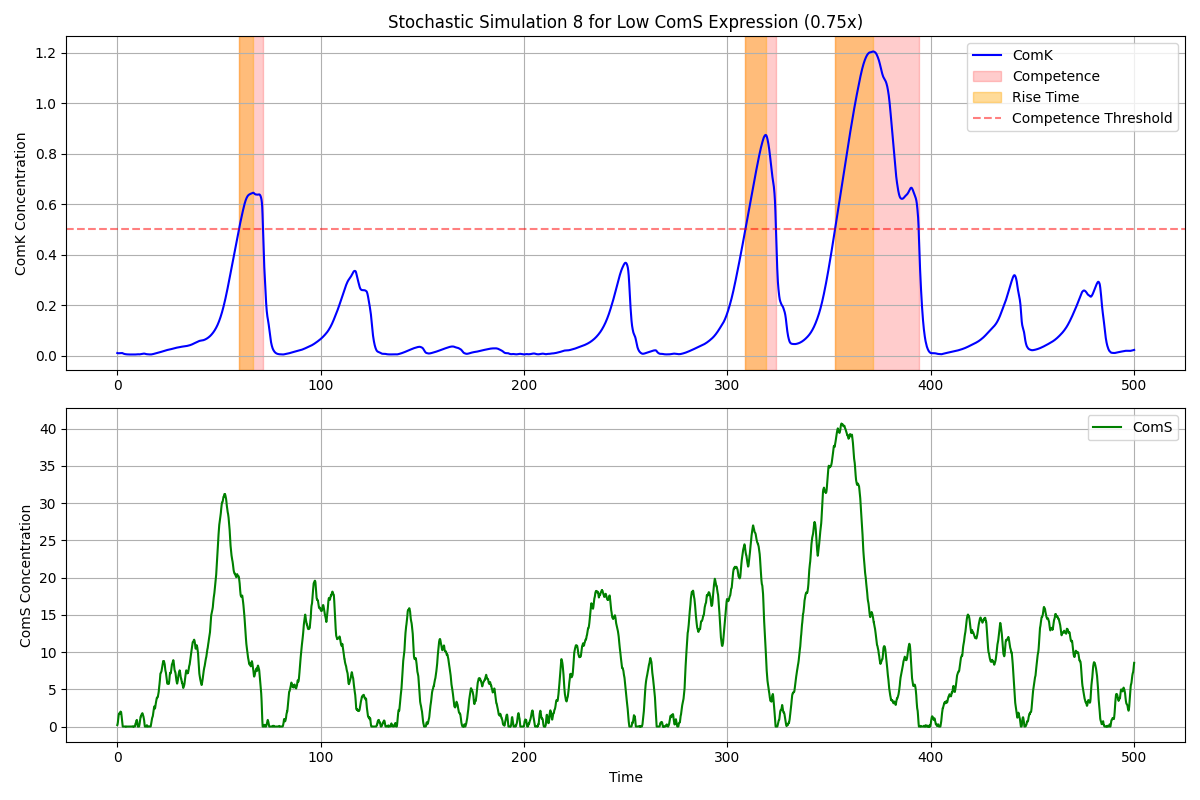 Stochastic Simulation 8 for Low ComS Expression (0.75x)
ComK Concentration
1.2
1.0
0.8
0.6
0.4
0.2
0.0
ComK
Competence
Rise Time
Competence Threshold
0 100 200 300 400 500
ComS Concentration
40
35
30
25
20
15
10
5
0
ComS
0 100 200 300 400 500
Time